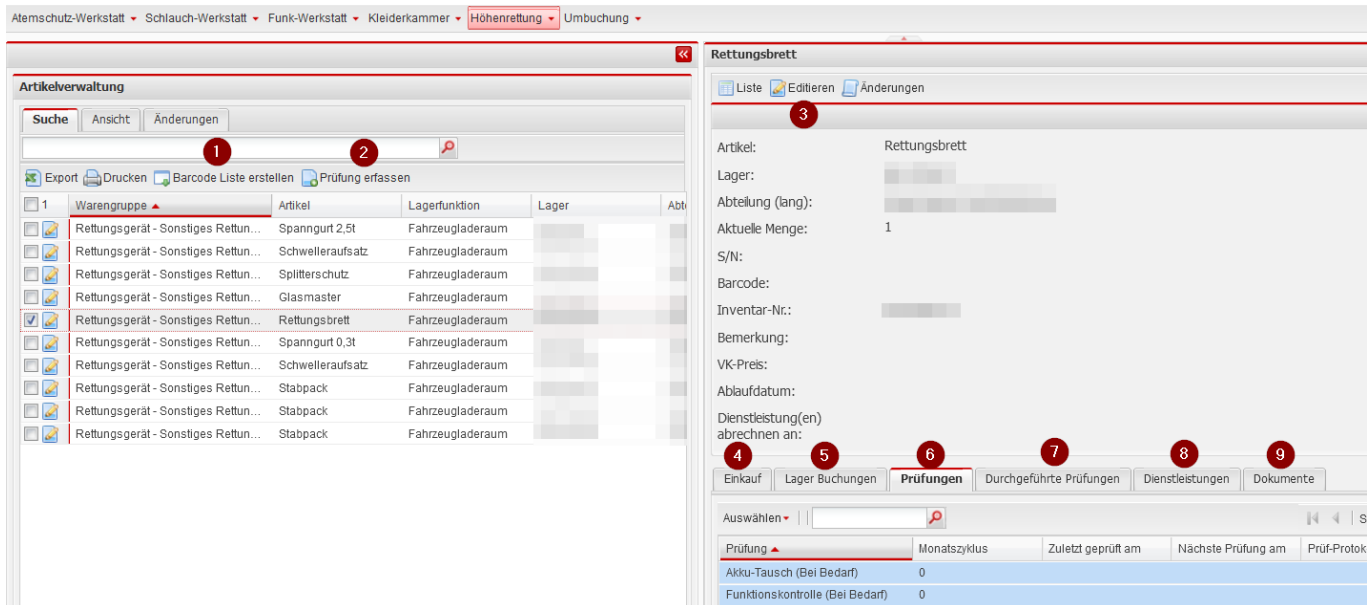 Atemschutz-Werkstatt Schlauch-Werkstatt Funk-Werkstatt Kleiderkammer Höhenrettung Umbuchung
Artikelverwaltung
Suche Ansicht Änderungen
1 2
Export Drucken Barcode Liste erstellen Prüfung erfassen
1 Warengruppe Artikel Lagerfunktion Lager Abte
Rettungsgerät - Sonstiges Rettun... Spanngurt 2,5t Fahrzeugladeraum
Rettungsgerät - Sonstiges Rettun... Schwelleraufsatz Fahrzeugladeraum
Rettungsgerät - Sonstiges Rettun... Splitterschutz Fahrzeugladeraum
Rettungsgerät - Sonstiges Rettun... Glasmaster Fahrzeugladeraum
Rettungsgerät - Sonstiges Rettun... Rettungsbrett Fahrzeugladeraum
Rettungsgerät - Sonstiges Rettun... Spanngurt 0,3t Fahrzeugladeraum
Rettungsgerät - Sonstiges Rettun... Schwelleraufsatz Fahrzeugladeraum
Rettungsgerät - Sonstiges Rettun... Stabpack Fahrzeugladeraum
Rettungsgerät - Sonstiges Rettun... Stabpack Fahrzeugladeraum
Rettungsgerät - Sonstiges Rettun... Stabpack Fahrzeugladeraum
Rettungsbrett
Liste Editieren Änderungen
3
Artikel: Rettungsbrett
Lager:
Abteilung (lang):
Aktuelle Menge: 1
S/N:
Barcode:
Inventar-Nr.:
Bemerkung:
VK-Preis:
Ablaufdatum:
Dienstleistung(en)
abrechnen an:
4 5 6 7 8 9
Einkauf Lager Buchungen Prüfungen Durchgeführte Prüfungen Dienstleistungen Dokumente
Auswählen S
Prüfung Monatszyklus Zuletzt geprüft am Nächste Prüfung am Prüf-Protok
Akku-Tausch (Bei Bedarf) 0
Funktionskontrolle (Bei Bedarf) 0